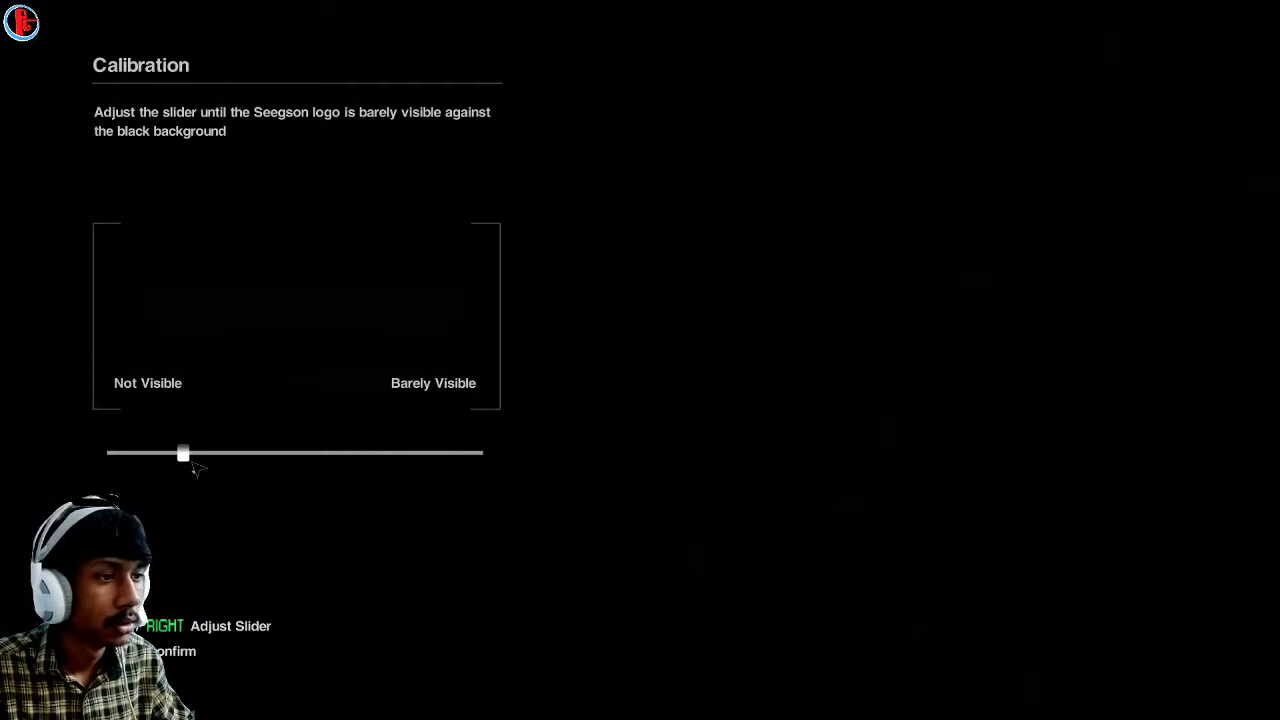 Calibration
Adjust the slider until the Seegson logo is barely visible against
the black background
Not Visible
Barely Visible
RIGHT Adjust Slider
onfirm